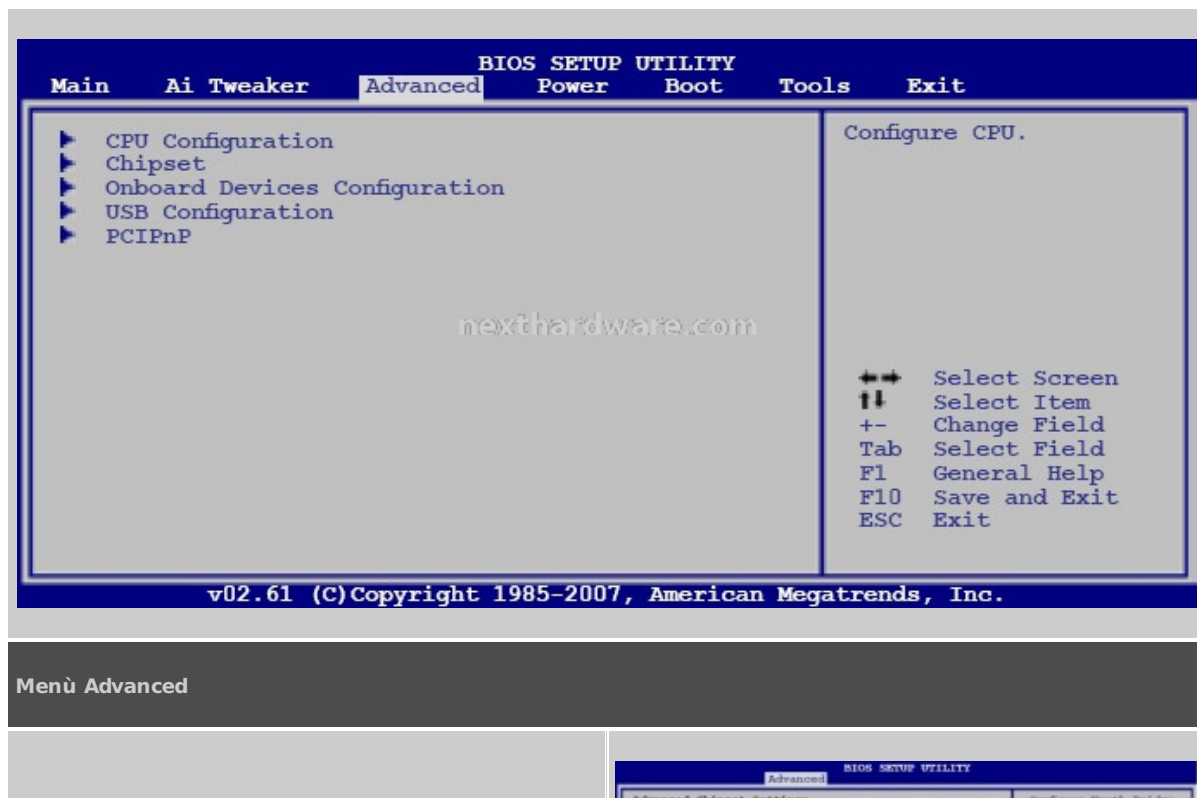 BIOS SETUP UTILITY
Main Ai Tweaker Advanced Power Boot Tools Exit
CPU Configuration
Chipset
Onboard Devices Configuration
USB Configuration
PCIPnP
Configure CPU.
nexthardware.com
Select Screen
Select Item
+- Change Field
Tab Select Field
F1 General Help
F10 Save and Exit
ESC Exit
v02.61 (C)Copyright 1985-2007, American Megatrends, Inc.
Menù Advanced
BIOS SETUP UTILITY
Advanced